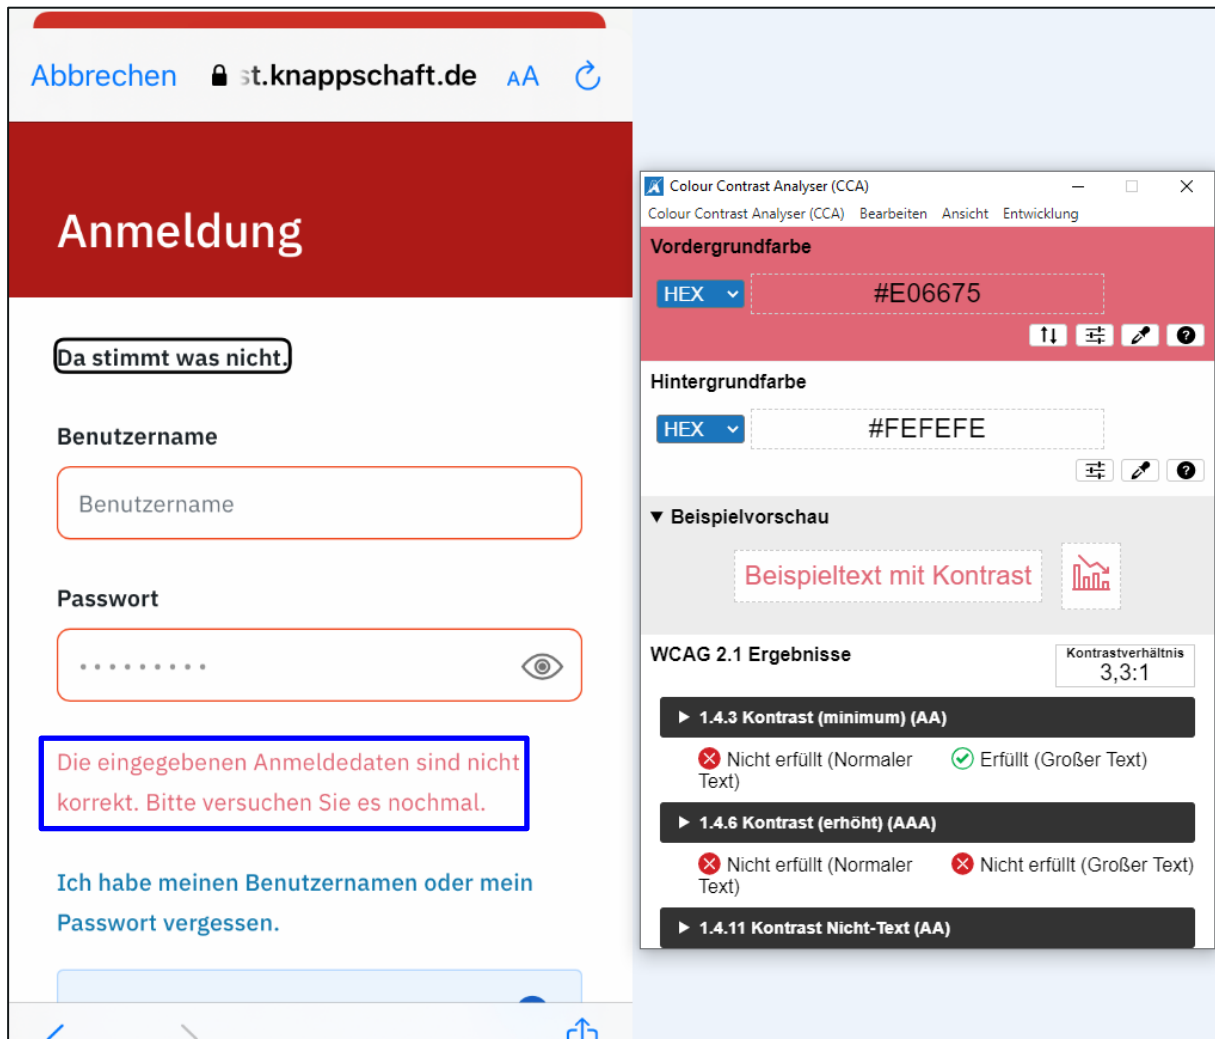 Abbrechen st.knappschaft.de AA
Anmeldung
Da stimmt was nicht.
Benutzername
Benutzername
Passwort
Die eingegebenen Anmeldedaten sind nicht
korrekt. Bitte versuchen Sie es nochmal.
Ich habe meinen Benutzernamen oder mein
Passwort vergessen.
Colour Contrast Analyser (CCA)
Colour Contrast Analyser (CCA) Bearbeiten Ansicht Entwicklung
Vordergrundfarbe
HEX #E06675
Hintergrundfarbe
HEX #FEFEFE
▼ Beispielvorschau
Beispieltext mit Kontrast
WCAG 2.1 Ergebnisse
Kontrastverhältnis
3,3:1
▶ 1.4.3 Kontrast (minimum) (AA)
Nicht erfüllt (Normaler
Text)
Erfüllt (Großer Text)
▶ 1.4.6 Kontrast (erhöht) (AAA)
Nicht erfüllt (Normaler
Text)
Nicht erfüllt (Großer Text)
▶ 1.4.11 Kontrast Nicht-Text (AA)